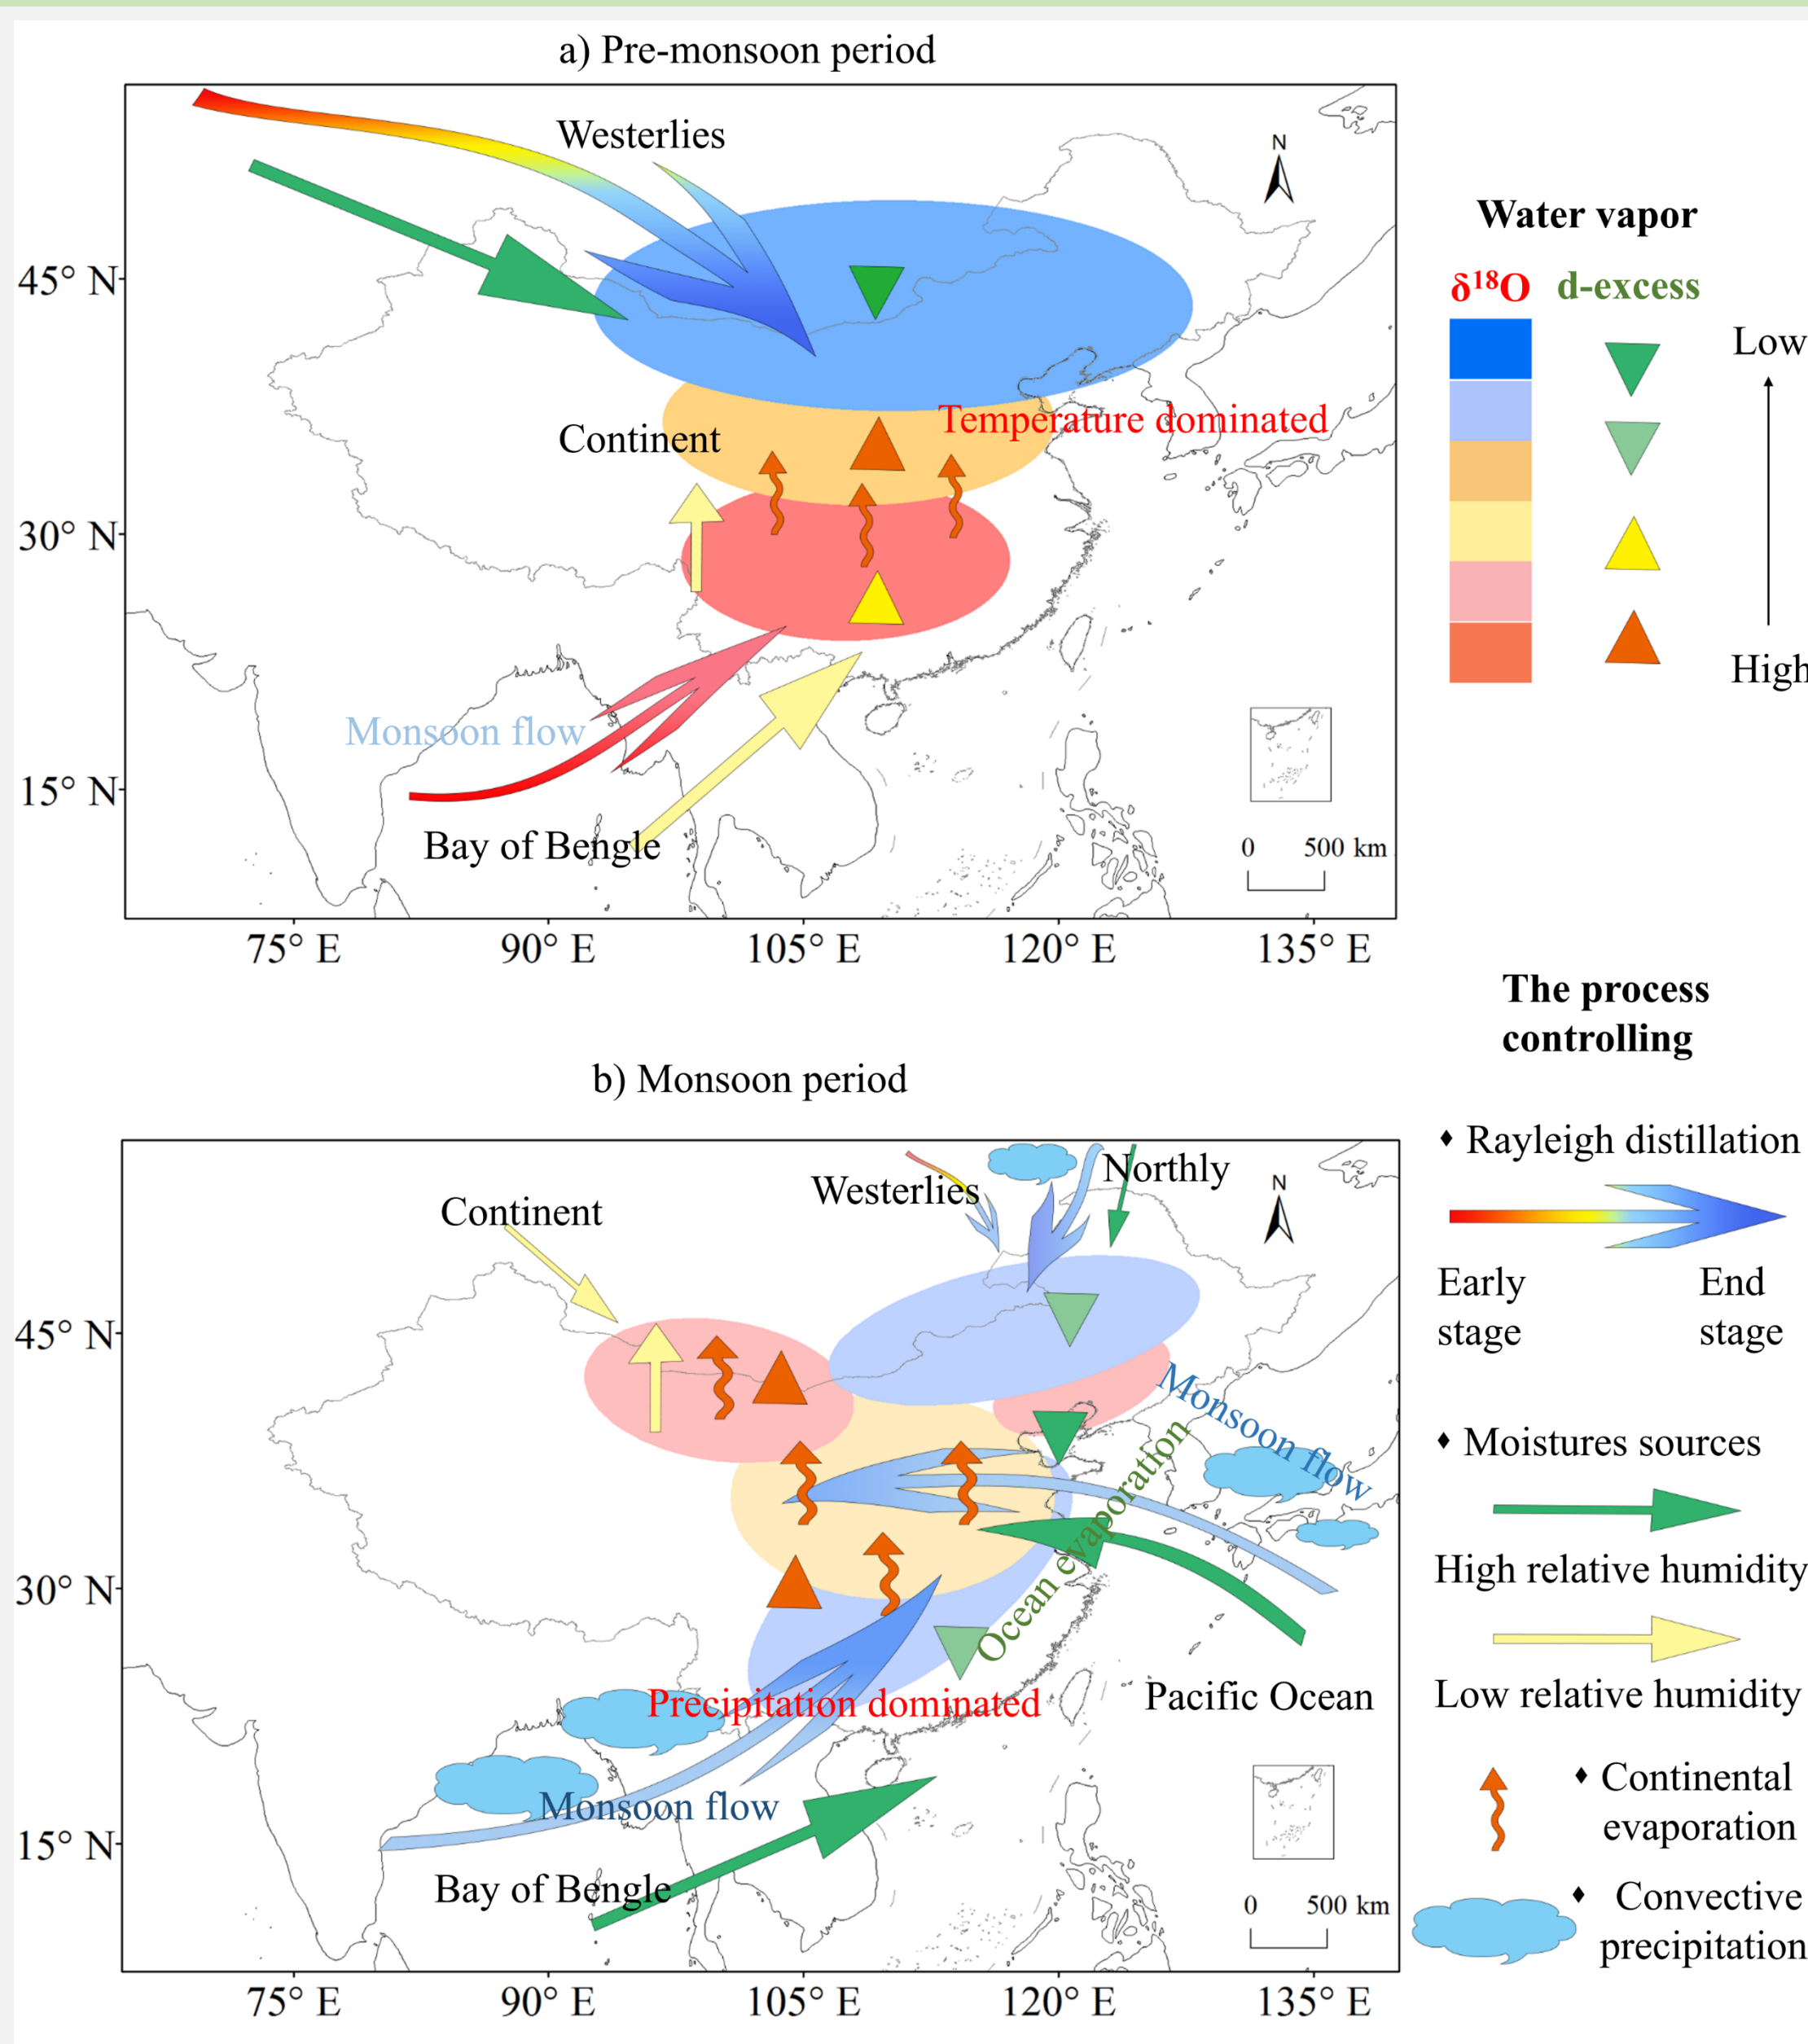 a) Pre-monsoon period
Westerlies
N
45° N
Temperature dominated
Continent
30° N
Monsoon flow
15° N
Bay of Bengle
0 500 km
75° E 90° E 105° E 120° E 135° E
Water vapor
δ¹⁸O d-excess
Low
High
The process
controlling
b) Monsoon period
Northly
Westerlies
Continent
N
45° N
Monsoon flow
Ocean evaporation
30° N
Pacific Ocean
Precipitation dominated
Monsoon flow
15° N
Bay of Bengle
0 500 km
75° E 90° E 105° E 120° E 135° E
♦ Rayleigh distillation
Early End
stage stage
♦ Moistures sources
High relative humidity
Low relative humidity
♦ Continental
evaporation
♦ Convective
precipitation